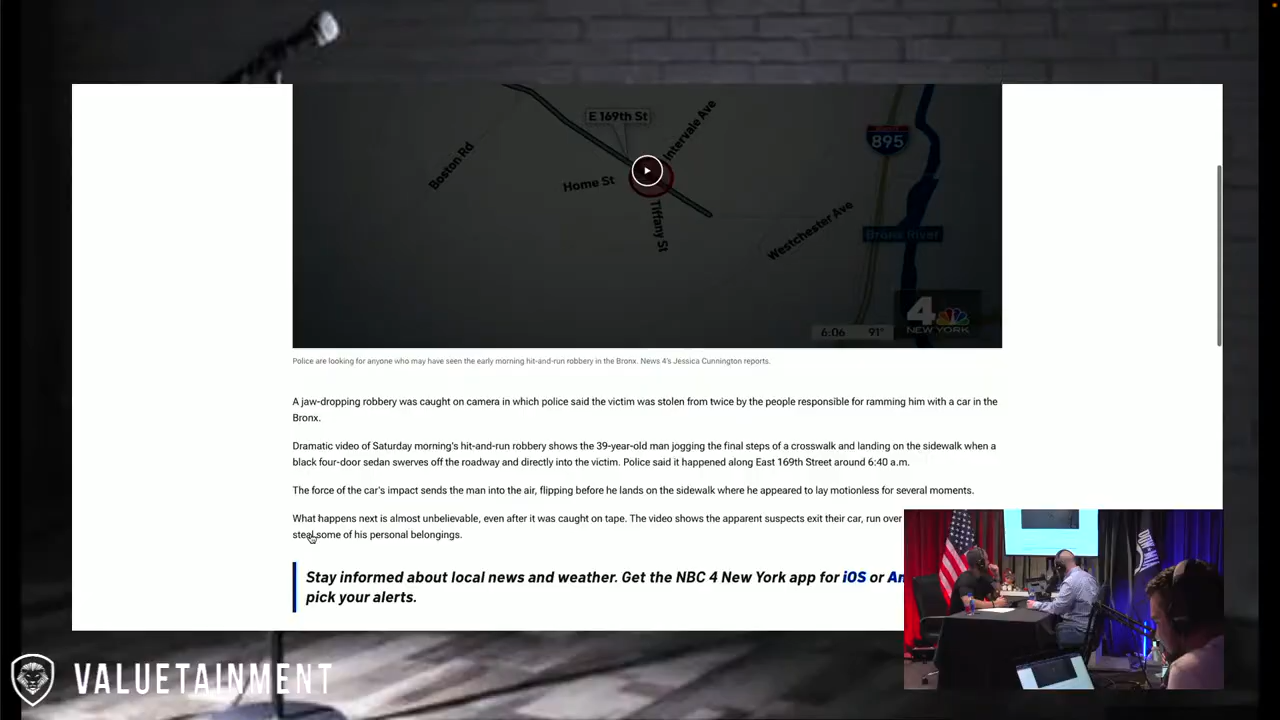 E 169th St
Intervale Ave
895
Boston Rd
Home St
Tiffany St
Westchester Ave
Bronx River
4
NEW YORK
6:06 91°
Police are looking for anyone who may have seen the early morning hit-and-run robbery in the Bronx. News 4's Jessica Cunnington reports.
A jaw-dropping robbery was caught on camera in which police said the victim was stolen from twice by the people responsible for ramming him with a car in the
Bronx.
Dramatic video of Saturday morning's hit-and-run robbery shows the 39-year-old man jogging the final steps of a crosswalk and landing on the sidewalk when a
black four-door sedan swerves off the roadway and directly into the victim. Police said it happened along East 169th Street around 6:40 a.m.
The force of the car's impact sends the man into the air, flipping before he lands on the sidewalk where he appeared to lay motionless for several moments.
What happens next is almost unbelievable, even after it was caught on tape. The video shows the apparent suspects exit their car, run over
steal some of his personal belongings.
Stay informed about local news and weather. Get the NBC 4 New York app for iOS or An
pick your alerts.
VALUETAINMENT